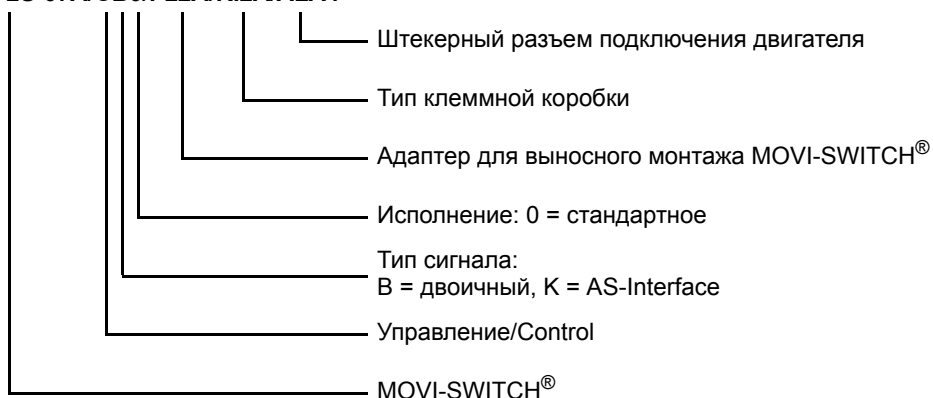 Штекерный разъем подключения двигателя
Тип клеммной коробки
Адаптер для выносного монтажа MOVI-SWITCH®
Исполнение: 0 = стандартное
Тип сигнала:
B = двоичный, K = AS-Interface
Управление/Control
MOVI-SWITCH®